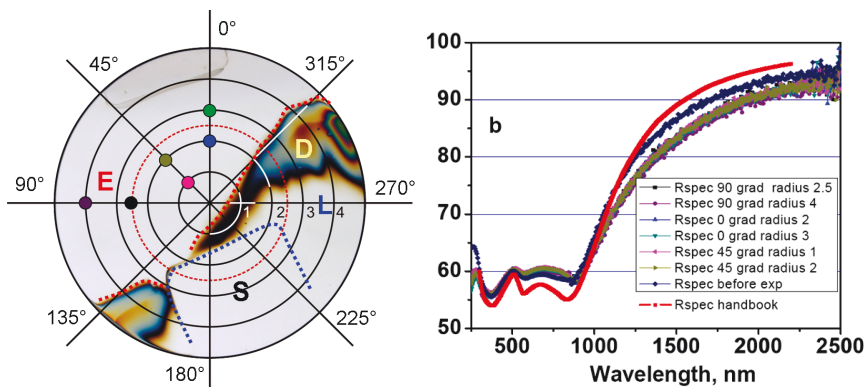 0°
45°
315°
D
E
90°
270°
L
1
2
3
4
S
135°
225°
180°
100
90
80
70
60
50
b
Rspec 90 grad radius 2.5
Rspec 90 grad radius 4
Rspec 0 grad radius 2
Rspec 0 grad radius 3
Rspec 45 grad radius 1
Rspec 45 grad radius 2
Rspec before exp
Rspec handbook
500 1000 1500 2000 2500
Wavelength, nm